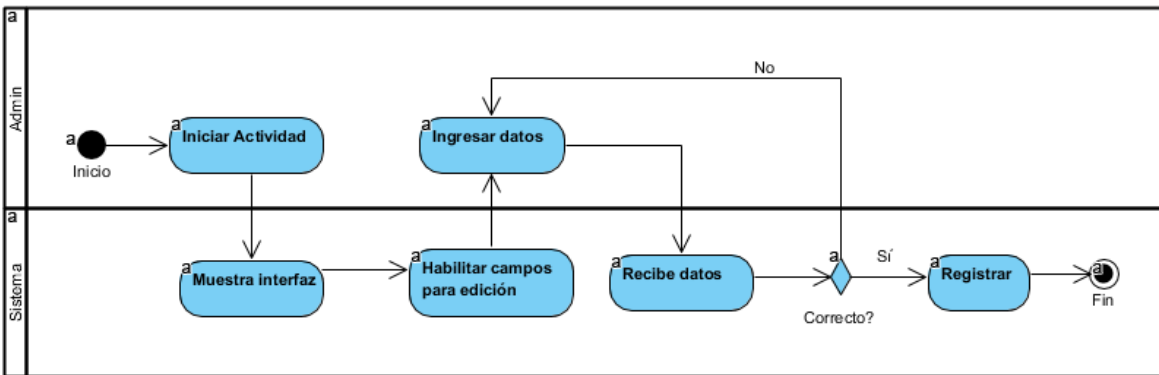 a
Admin
No
a
Inicio
a
Iniciar Actividad
a
Ingresar datos
a
Sistema
a
Muestra interfaz
a
Habilitar campos
para edición
a
Recibe datos
a
Sí
Correcto?
a
Registrar
a
Fin